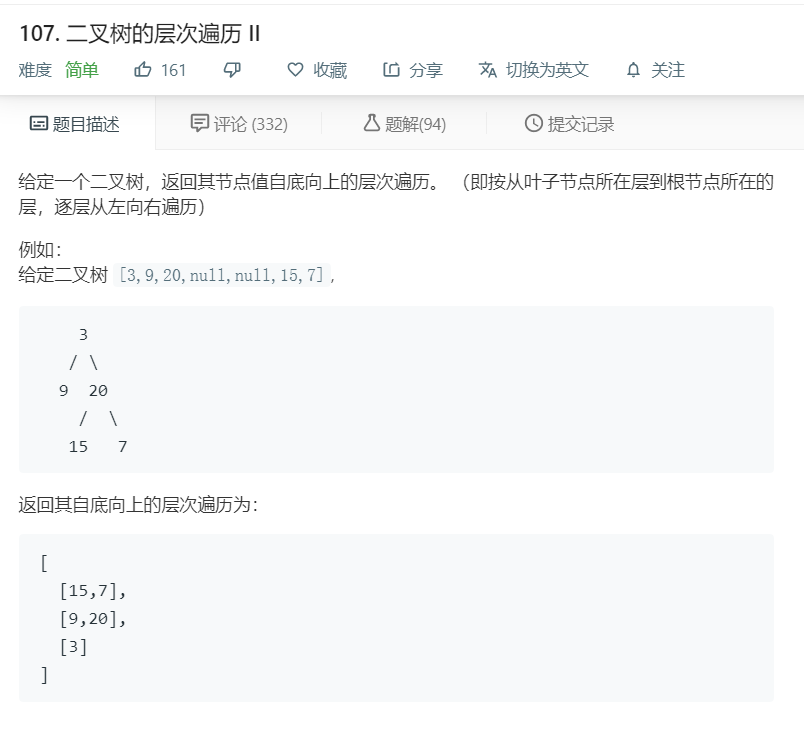 107. 二叉树的层次遍历 II
难度 简单 161 收藏 分享 切换为英文 关注
题目描述 评论 (332) 题解(94) 提交记录
给定一个二叉树，返回其节点值自底向上的层次遍历。 （即按从叶子节点所在层到根节点所在的
层，逐层从左向右遍历）
例如：
给定二叉树 [3,9,20,null,null,15,7],
3
/ \
9 20
/ \
15 7
返回其自底向上的层次遍历为：
[
[15,7],
[9,20],
[3]
]